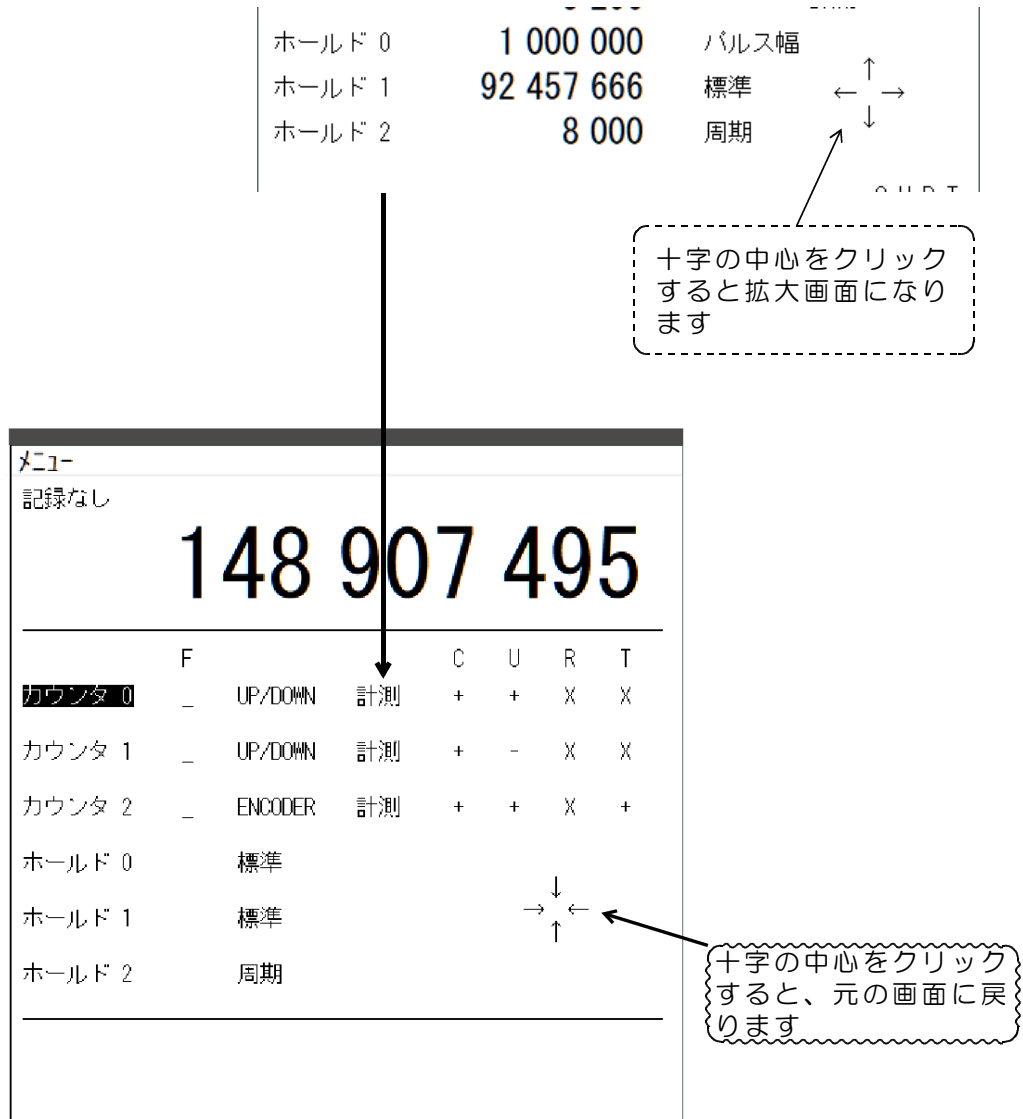 ホールド 0 1 000 000 パルス幅
ホールド 1 92 457 666 標準
ホールド 2 8 000 周期
十字の中心をクリック
すると拡大画面になり
ます
メニュー
記録なし
148 907 495
F C U R T
カウンタ 0 _ UP/DOWN 計測 + + X X
カウンタ 1 _ UP/DOWN 計測 + - X X
カウンタ 2 _ ENCODER 計測 + + X +
ホールド 0 標準
ホールド 1 標準
ホールド 2 周期
十字の中心をクリック
すると、元の画面に戻
ります